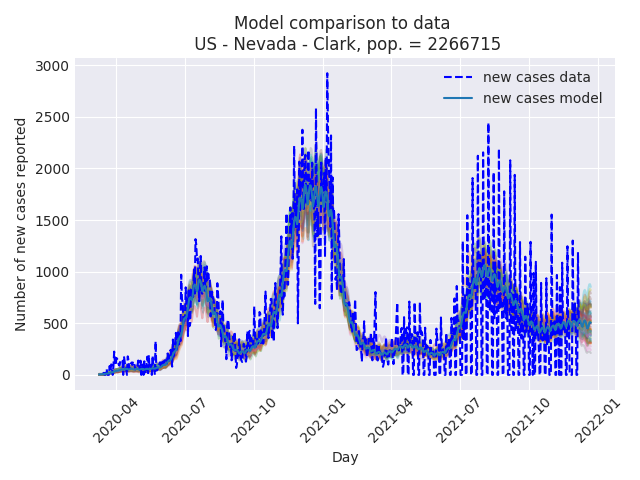 Model comparison to data
US - Nevada - Clark, pop. = 2266715
new cases data
new cases model
Number of new cases reported
3000
2500
2000
1500
1000
500
0
2020-04
2020-07
2020-10
2021-01
2021-04
2021-07
2021-10
2022-01
Day